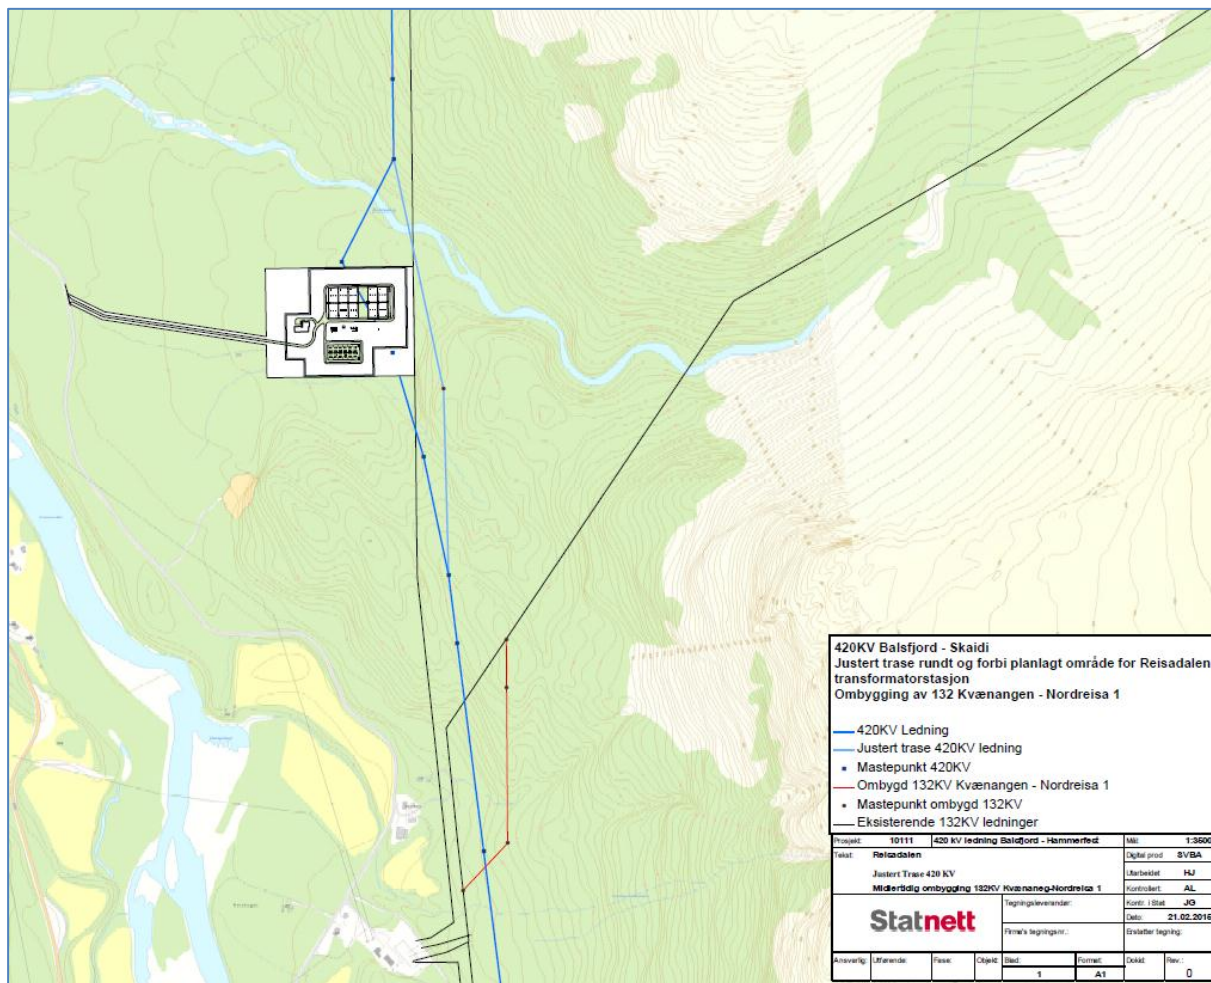 420KV Balsfjord - Skaidi
Justert trase rundt og forbi planlagt område for Reisadalen
transformatorstasjon
Ombygging av 132 Kvænangen - Nordreisa 1
420KV Ledning
Justert trase 420KV ledning
Mastepunkt 420KV
Ombygd 132KV Kvænangen - Nordreisa 1
Mastepunkt ombygd 132KV
Eksisterende 132KV ledninger
Prosjekt: 10111 420 kV ledning Balsfjord - Hammerfest Mål: 1:3500
Tekst: Reisadalen Digital prod SVBA
Justert Trase 420 KV Utarbeidet HJ
Midlertidig ombygging 132KV Kvænaneg-Nordreisa 1 Kontrollert: AL
Statnett Tegningsleverandør: Kontr. i Stat JG
Dato: 21.02.2015
Firma's tegningsnr.: Erstatter tegning:
Ansvarlig: Utførende: Fase: Objekt: Blad: Format: Dokid: Rev.:
1 A1 0